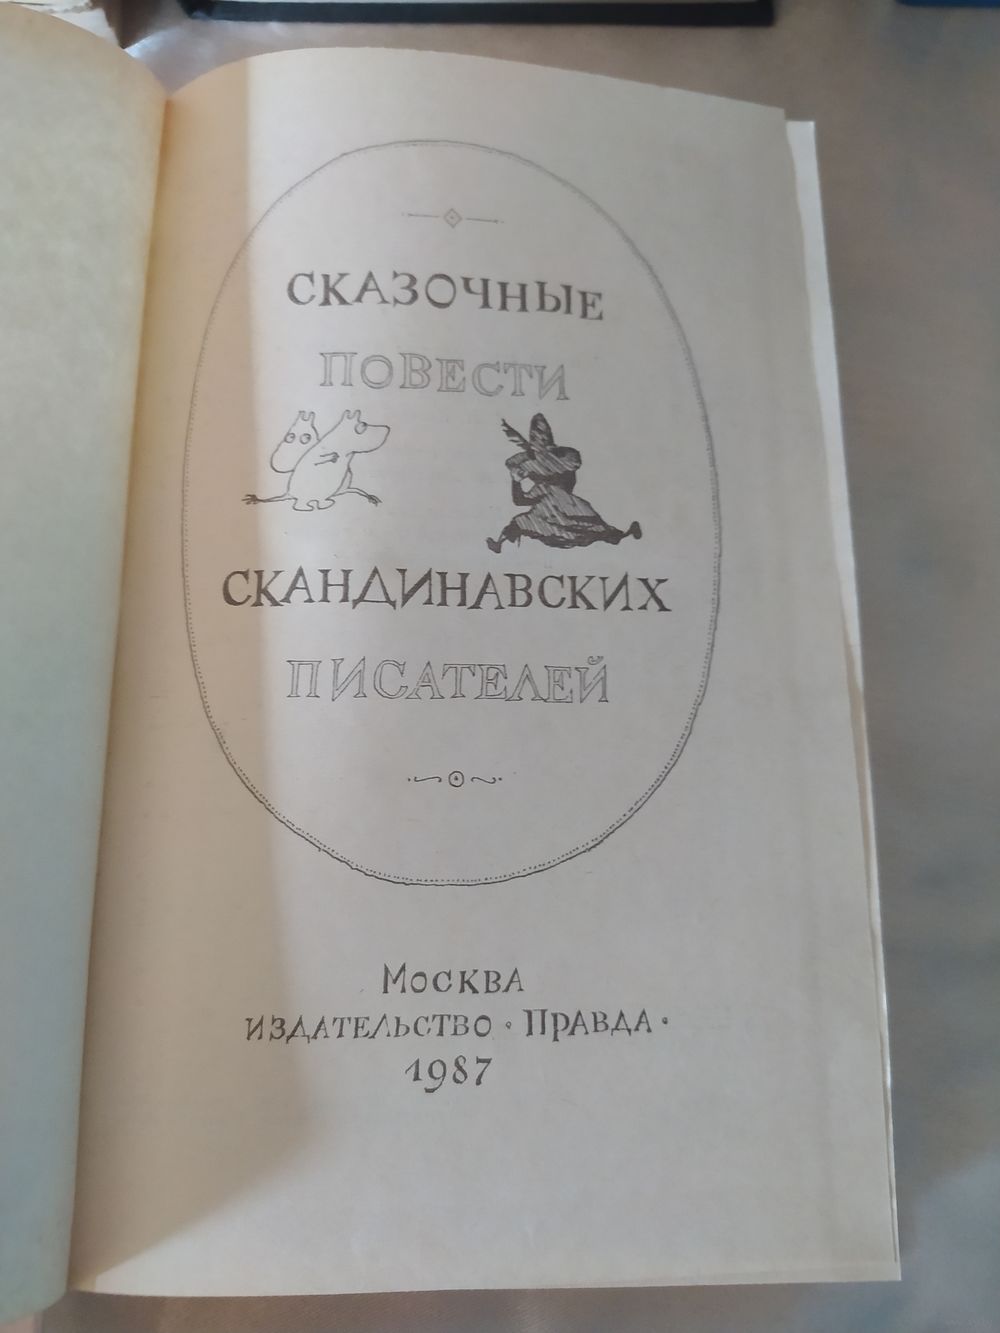 СКАЗОЧНЫЕ
ПОВЕСТИ
СКАНДИНАВСКИХ
ПИСАТЕЛЕЙ
МОСКВА
ИЗДАТЕЛЬСТВО • ПРАВДА •
1987